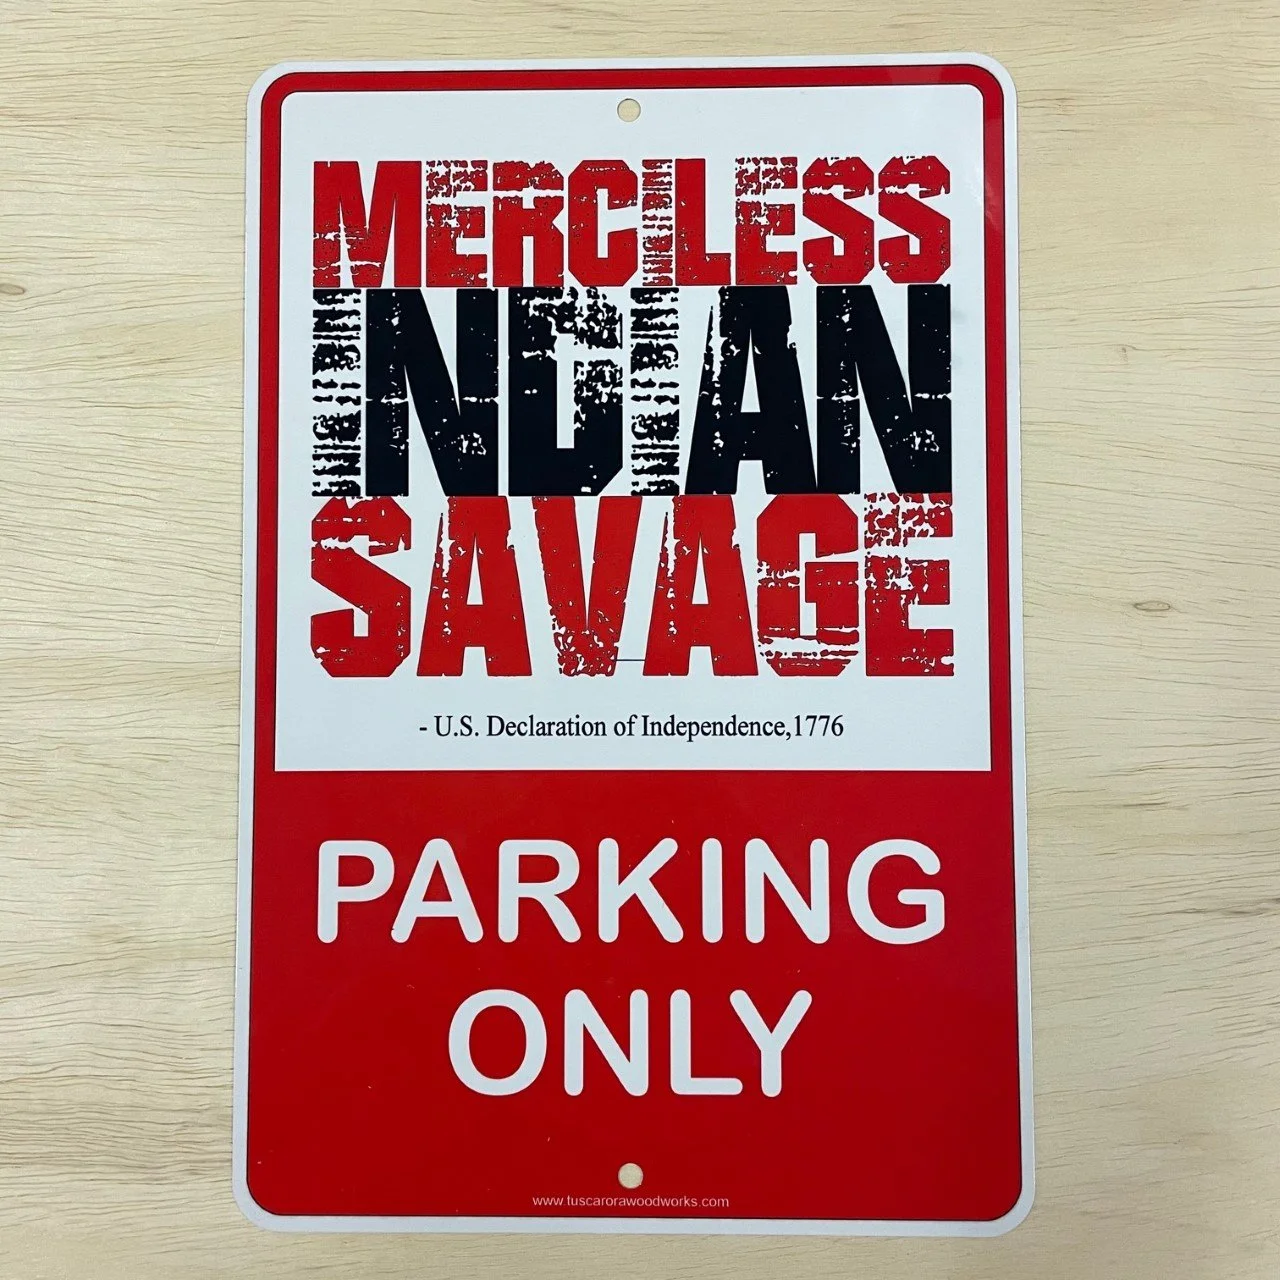 MERCILESS
INDIAN
SAVAGE
- U.S. Declaration of Independence,1776
PARKING
ONLY
www.tuscarorawoodworks.com